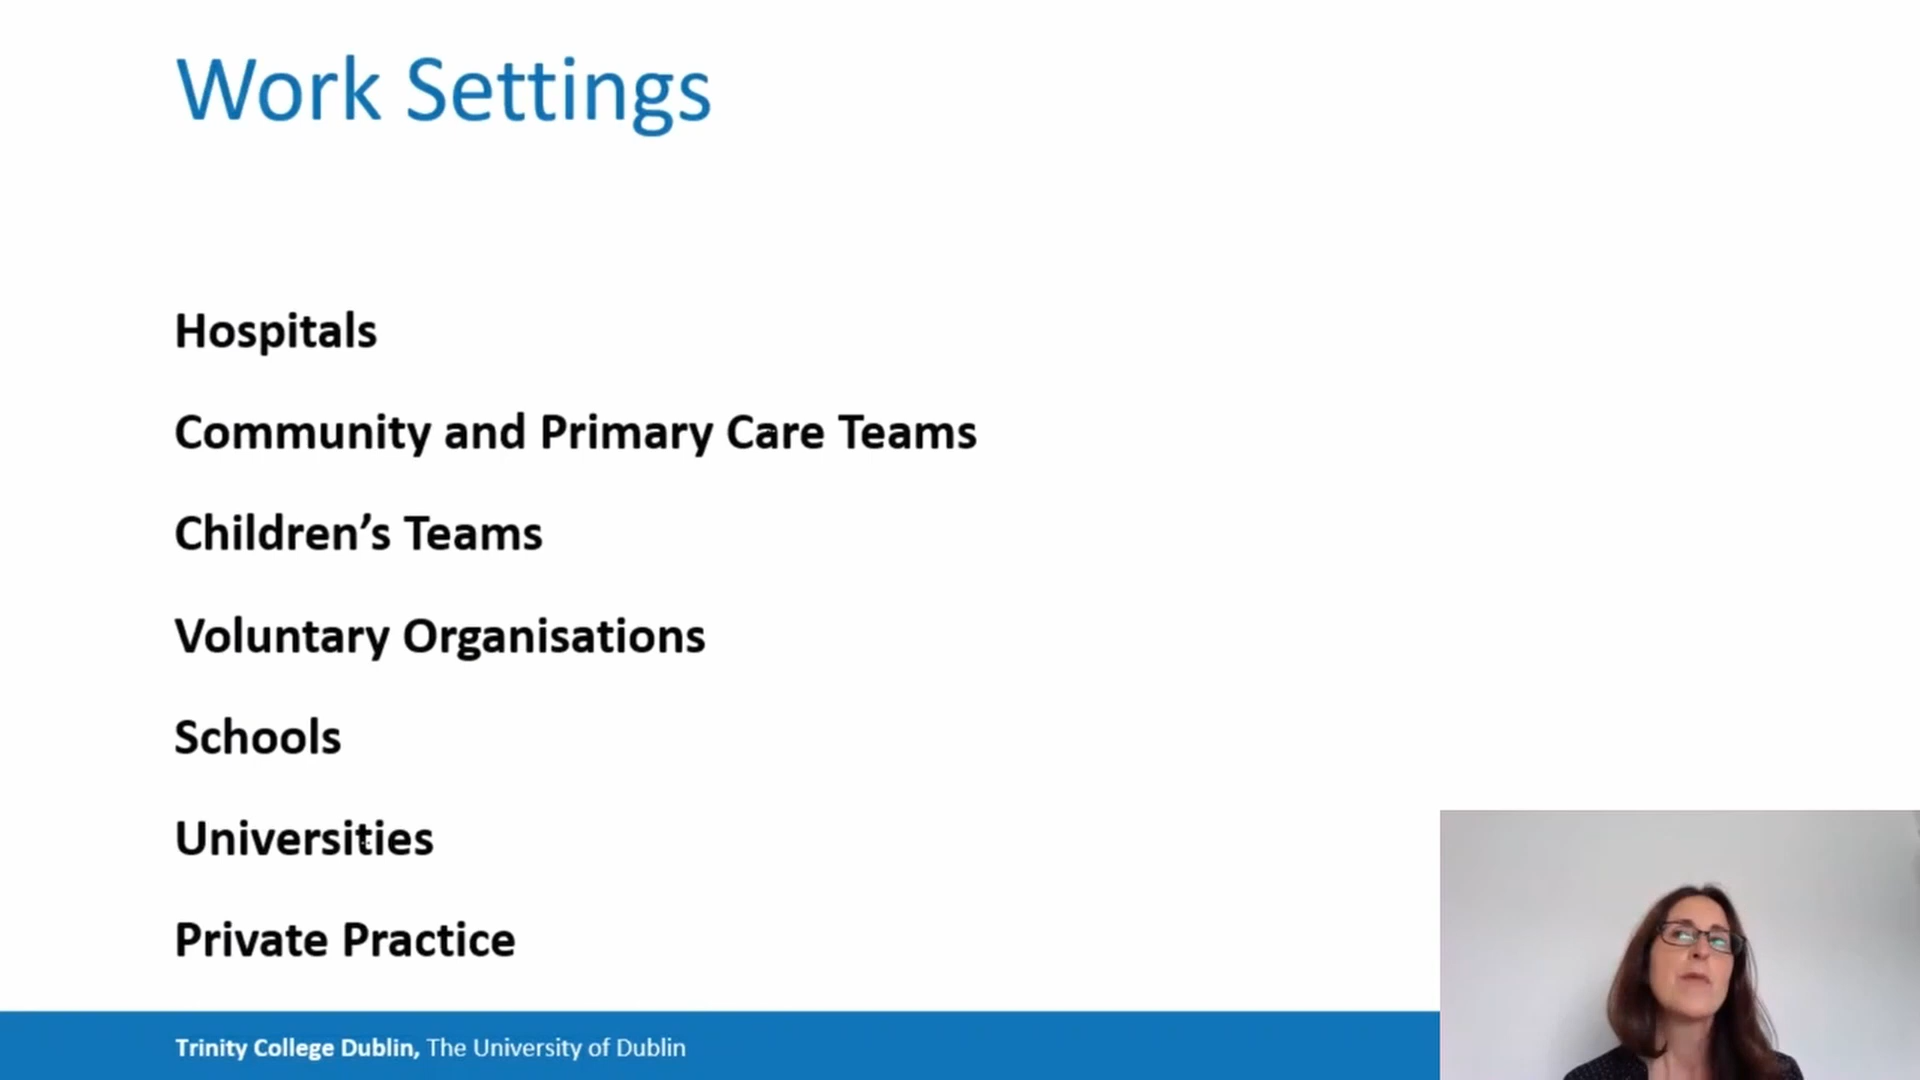 Work Settings
Hospitals
Community and Primary Care Teams
Children’s Teams
Voluntary Organisations
Schools
Universities
Private Practice
Trinity College Dublin, The University of Dublin